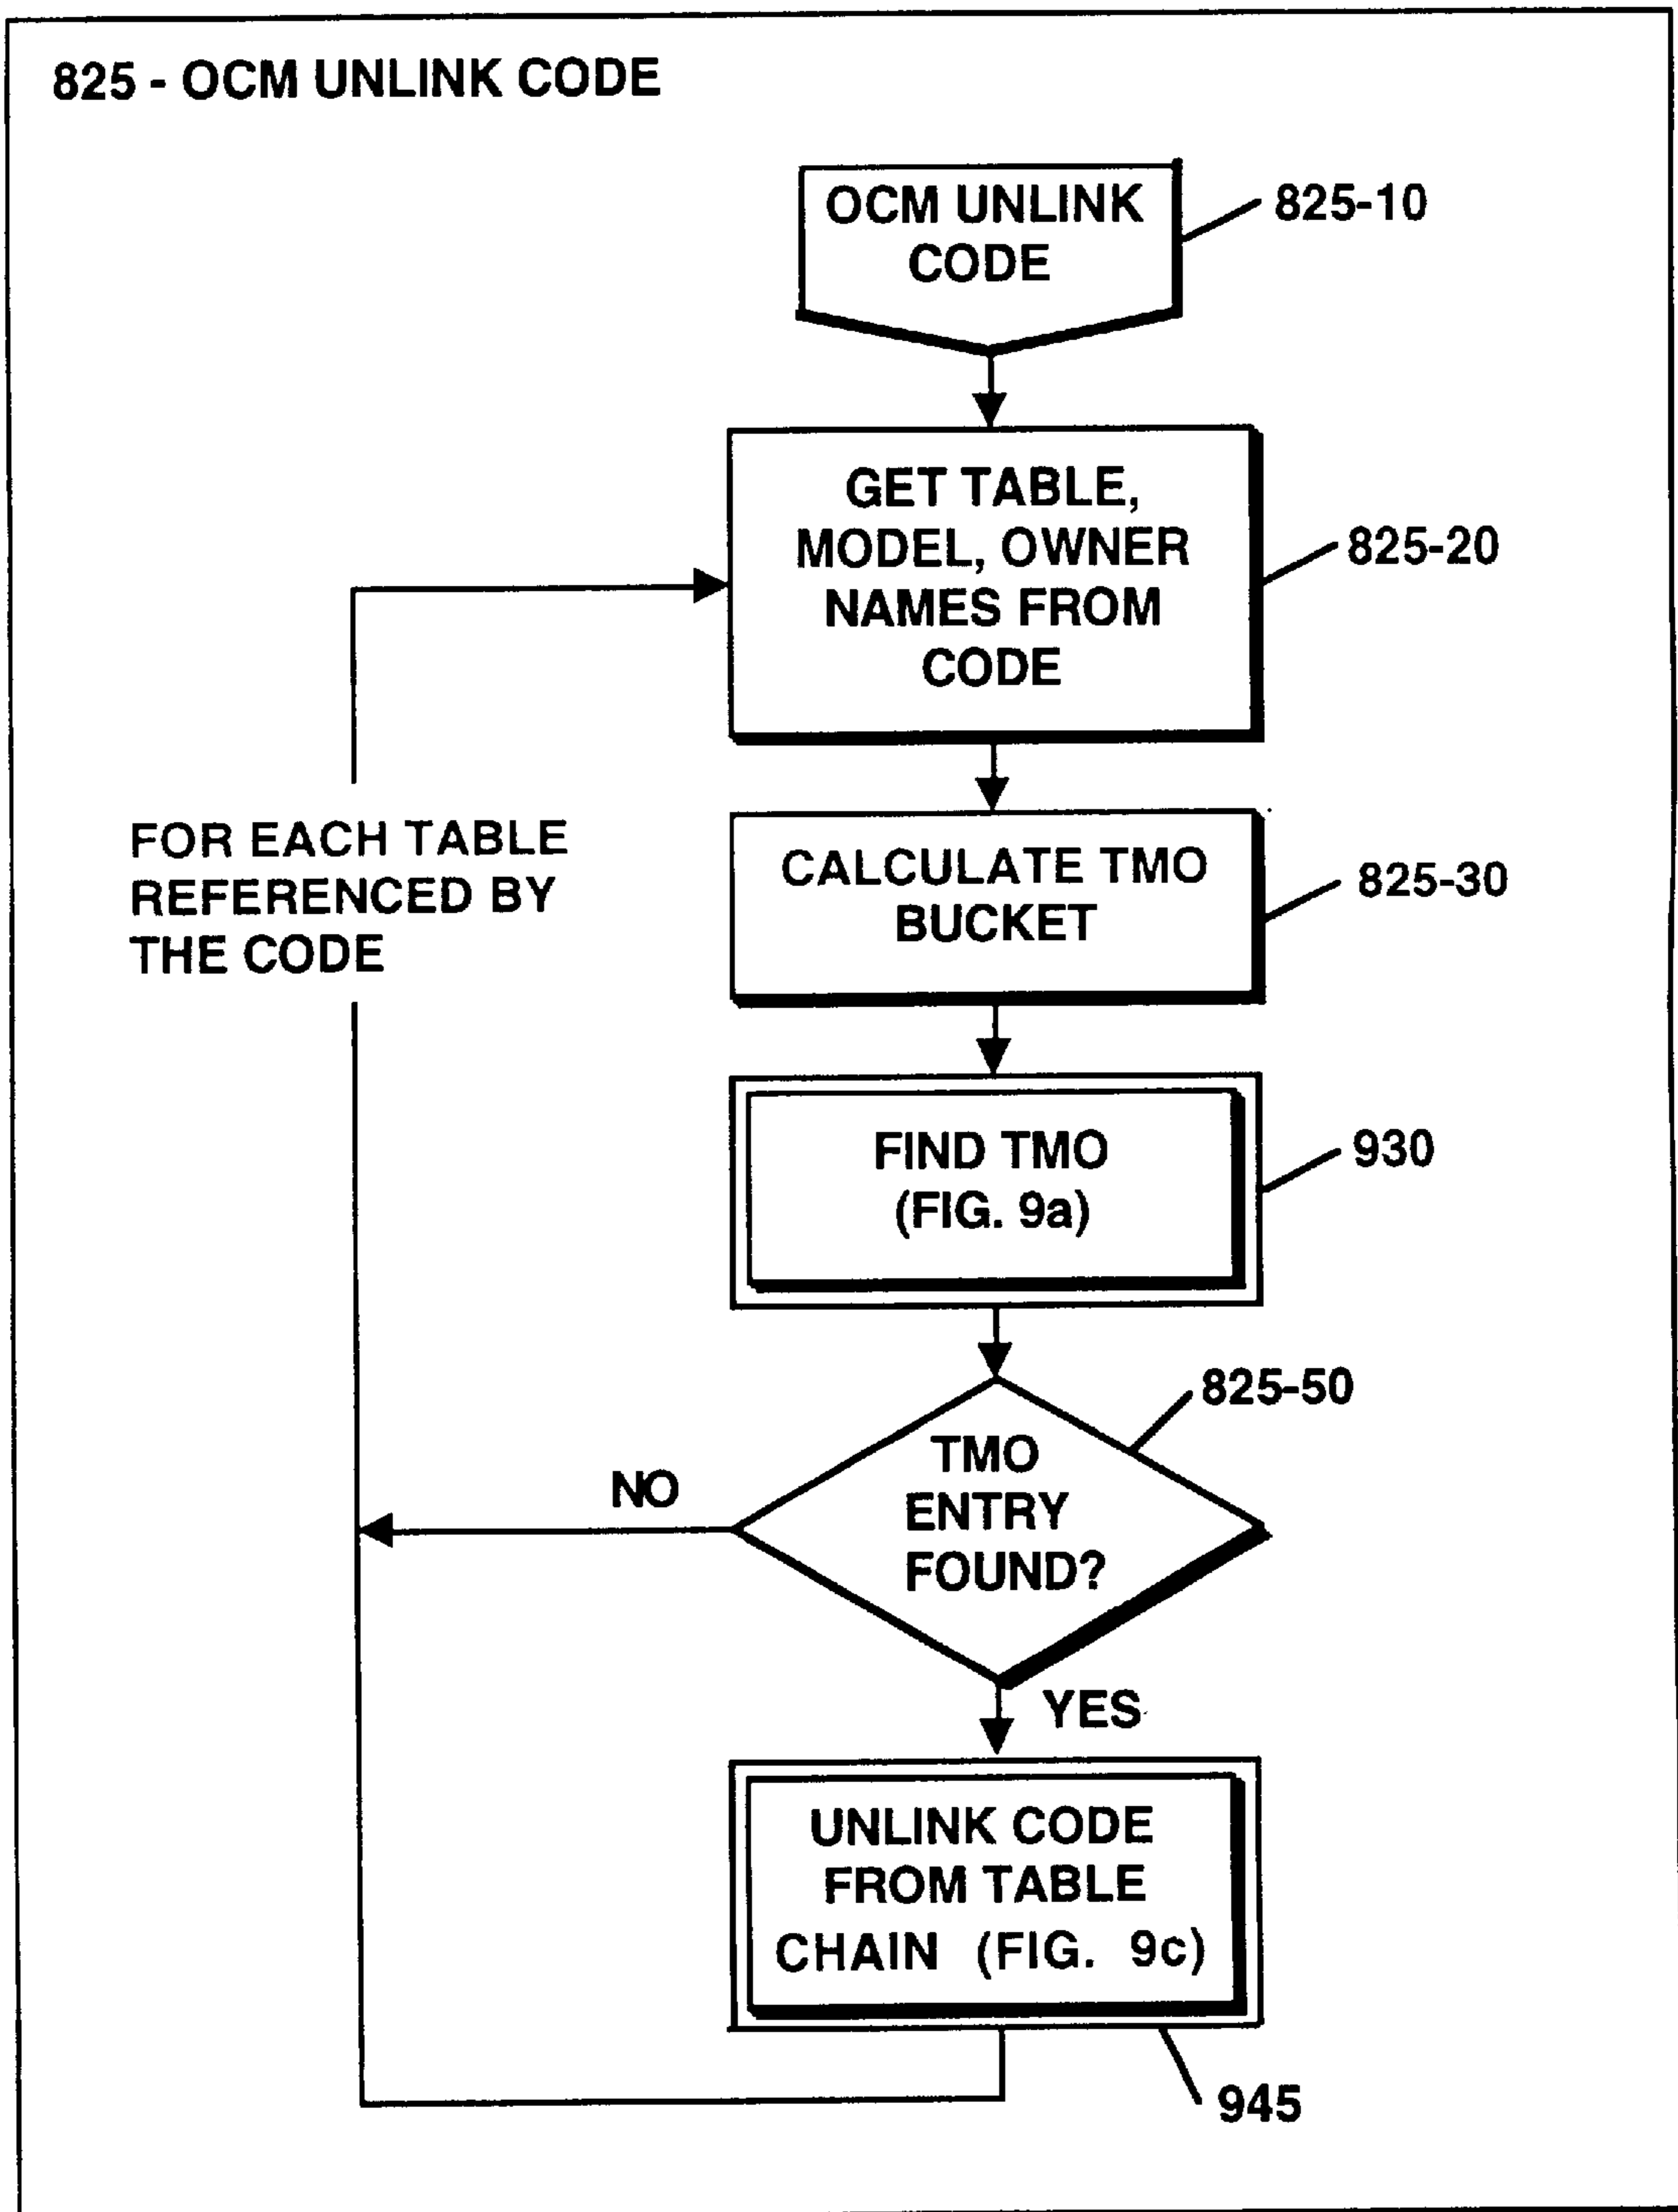 825 - OCM UNLINK CODE
OCM UNLINK
CODE
825-10
GET TABLE,
MODEL, OWNER
NAMES FROM
CODE
825-20
FOR EACH TABLE
REFERENCED BY
THE CODE
CALCULATE TMO
BUCKET
825-30
FIND TMO
(FIG. 9a)
930
825-50
TMO
ENTRY
FOUND?
NO
YES
UNLINK CODE
FROM TABLE
CHAIN (FIG. 9c)
945